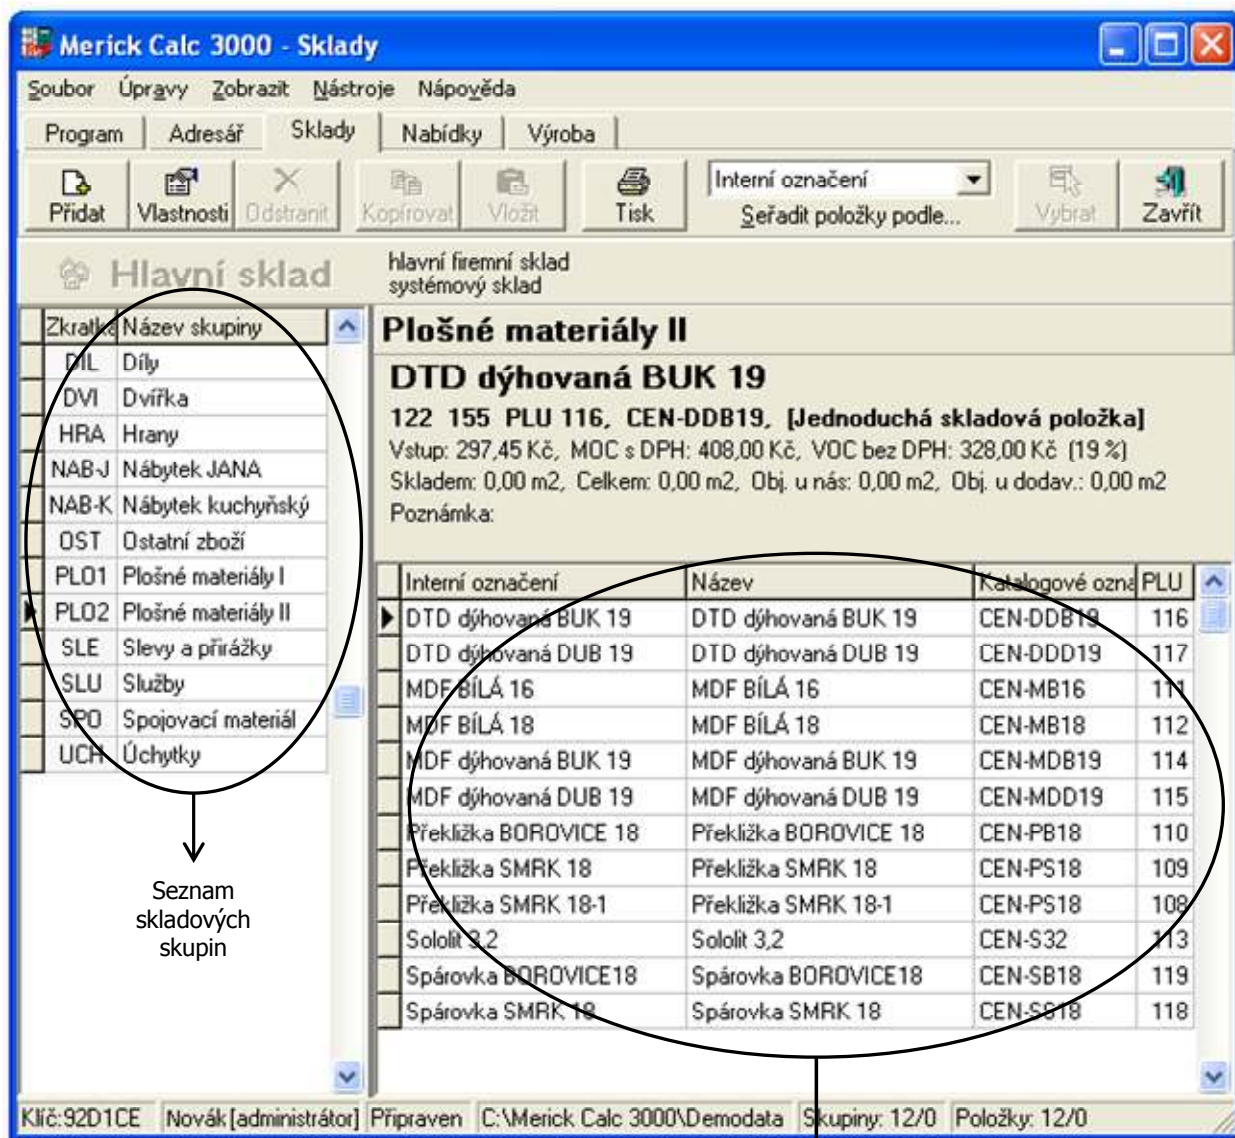 Merick Calc 3000 - Sklady
Soubor Úpravy Zobrazit Nástroje Nápověda
Program Adresář Sklady Nabídky Výroba
Přidat Vlastnosti Odstranit Kopírovat Vložit Tisk Interní označení Seřadit položky podle... Vybrat Zavřít
Hlavní sklad
hlavní firemní sklad
systémový sklad
Zkratka Název skupiny
DIL Díly
DVI Dvířka
HRA Hrany
NAB-J Nábytek JANA
NAB-K Nábytek kuchyňský
OST Ostatní zboží
PLO1 Plošné materiály I
PLO2 Plošné materiály II
SLE Slevy a přirážky
SLU Služby
SPO Spojovací materiál
UCH Úchytky
Seznam
skladových
skupin
Plošné materiály II
DTD dýhovaná BUK 19
122 155 PLU 116, CEN-DDB19, [Jednoduchá skladová položka]
Vstup: 297,45 Kč, MOC s DPH: 408,00 Kč, VOC bez DPH: 328,00 Kč (19 %)
Skladem: 0,00 m2, Celkem: 0,00 m2, Obj. u nás: 0,00 m2, Obj. u dodav.: 0,00 m2
Poznámka:
Interní označení Název Katalogové ozna PLU
DTD dýhovaná BUK 19 DTD dýhovaná BUK 19 CEN-DDB19 116
DTD dýhovaná DUB 19 DTD dýhovaná DUB 19 CEN-DDD19 117
MDF BÍLÁ 16 MDF BÍLÁ 16 CEN-MB16 111
MDF BÍLÁ 18 MDF BÍLÁ 18 CEN-MB18 112
MDF dýhovaná BUK 19 MDF dýhovaná BUK 19 CEN-MDB19 114
MDF dýhovaná DUB 19 MDF dýhovaná DUB 19 CEN-MDD19 115
Překližka BOROVICE 18 Překližka BOROVICE 18 CEN-PB18 110
Překližka SMRK 18 Překližka SMRK 18 CEN-PS18 109
Překližka SMRK 18-1 Překližka SMRK 18-1 CEN-PS18 108
Sololit 3,2 Sololit 3,2 CEN-S32 113
Spárovka BOROVICE18 Spárovka BOROVICE18 CEN-SB18 119
Spárovka SMRK 18 Spárovka SMRK 18 CEN-SS18 118
Klíč:92D1CE Novák [administrátor] Připraven C:\Merick Calc 3000\Demodata Skupiny: 12/0 Položky: 12/0